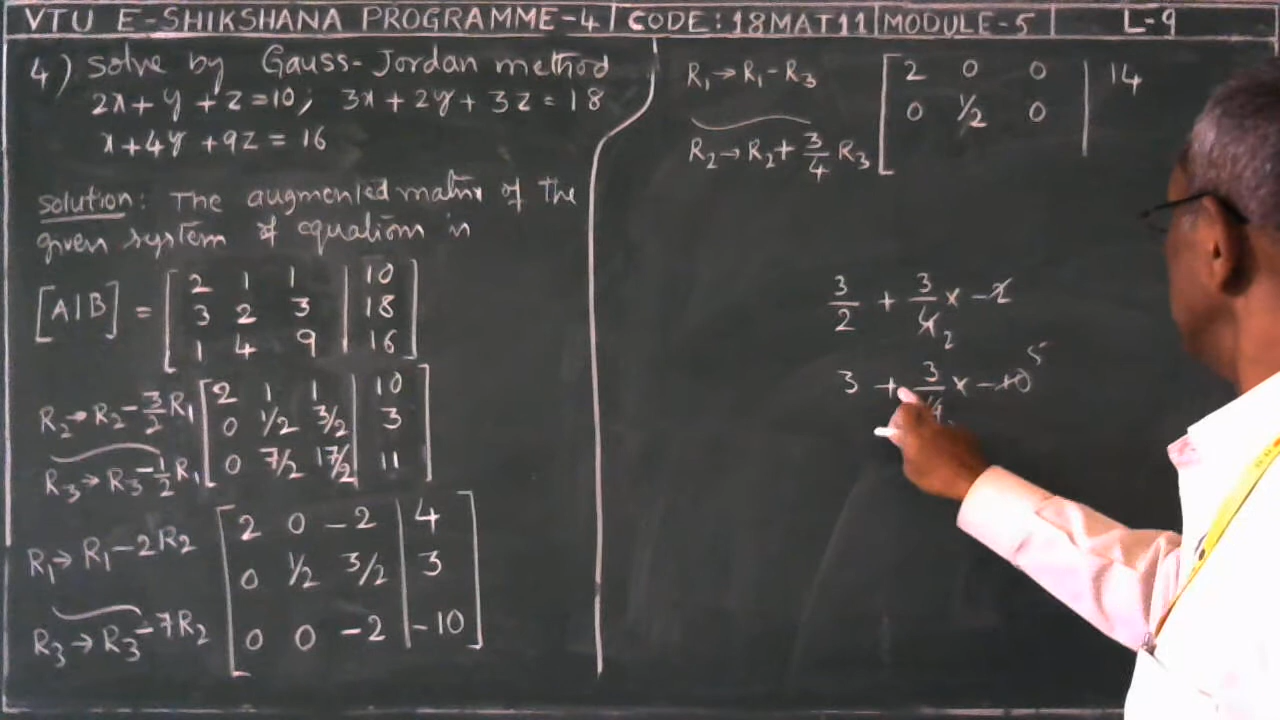 VTU E-SHIKSHANA PROGRAMME-4 | CODE: 18MAT11 | MODULE-5 | L-9
4) Solve by Gauss-Jordan method
2x + y + z = 10; 3x + 2y + 3z = 18
x + 4y + 9z = 16
Solution: The augmented matrix of the
given system of equation is
[A|B] = [ 2 1 1 | 10
3 2 3 | 18
1 4 9 | 16 ]
R2 → R2 - 3/2 R1 [ 2 1 1 | 10
0 1/2 3/2 | 3
R3 → R3 - 1/2 R1 0 7/2 17/2 | 11 ]
R1 → R1 - 2R2 [ 2 0 -2 | 4
0 1/2 3/2 | 3
R3 → R3 - 7R2 0 0 -2 | -10 ]
R1 → R1 - R3 [ 2 0 0 | 14
0 1/2 0 |
R2 → R2 + 3/4 R3
3/2 + 3/4 x -2
2
5
3 + 3/4 x -10